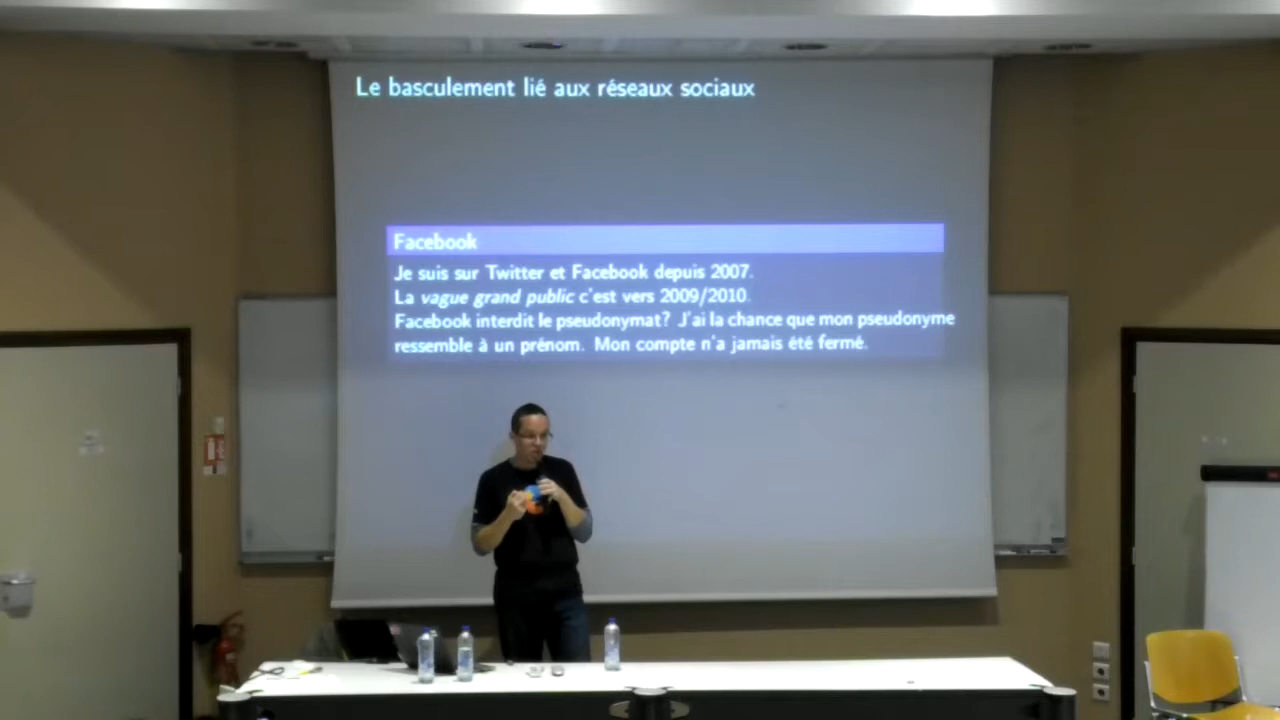 Le basculement lié aux réseaux sociaux
Facebook
Je suis sur Twitter et Facebook depuis 2007.
La vague grand public c'est vers 2009/2010.
Facebook interdit le pseudonymat? J'ai la chance que mon pseudonyme
ressemble à un prénom. Mon compte n'a jamais été fermé.